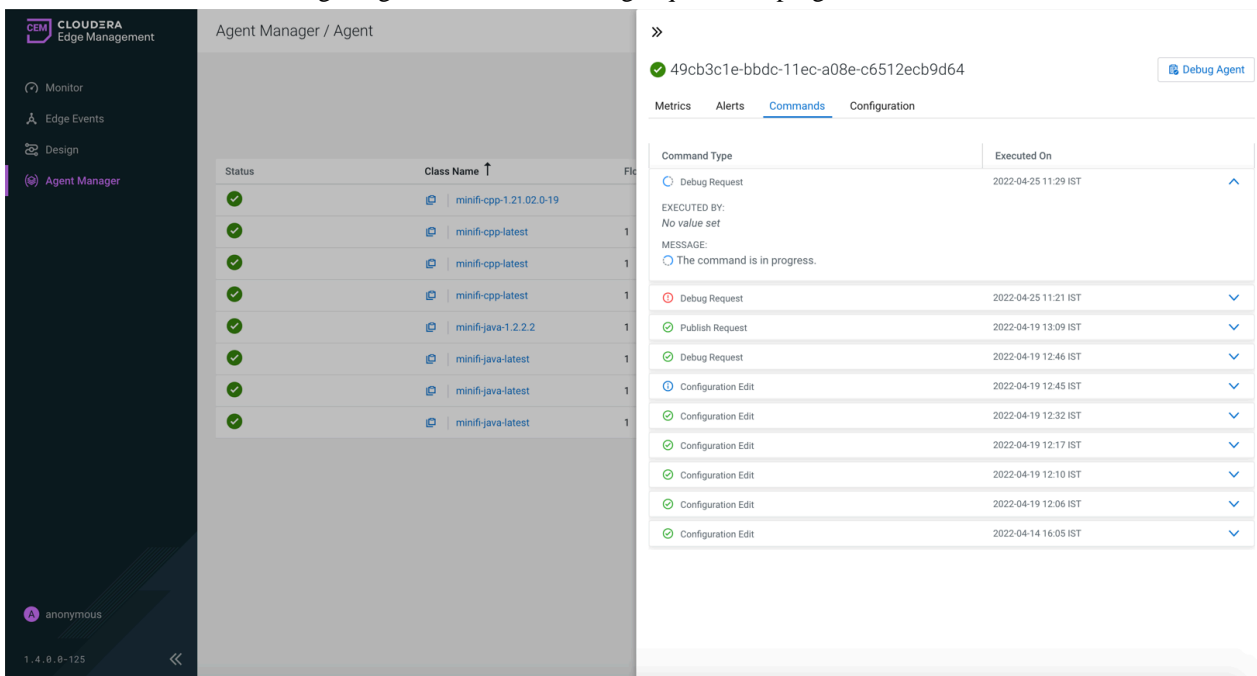 CEM CLOUDERA
Edge Management
Monitor
Edge Events
Design
Agent Manager
A anonymous
1.4.0.0-125
Agent Manager / Agent
Status Class Name Flo
minifi-cpp-1.21.02.0-19
minifi-cpp-latest 1
minifi-cpp-latest 1
minifi-cpp-latest 1
minifi-java-1.2.2.2 1
minifi-java-latest 1
minifi-java-latest 1
minifi-java-latest 1
49cb3c1e-bbdc-11ec-a08e-c6512ecb9d64 Debug Agent
Metrics Alerts Commands Configuration
Command Type Executed On
Debug Request 2022-04-25 11:29 IST
EXECUTED BY:
No value set
MESSAGE:
The command is in progress.
Debug Request 2022-04-25 11:21 IST
Publish Request 2022-04-19 13:09 IST
Debug Request 2022-04-19 12:46 IST
Configuration Edit 2022-04-19 12:45 IST
Configuration Edit 2022-04-19 12:32 IST
Configuration Edit 2022-04-19 12:17 IST
Configuration Edit 2022-04-19 12:10 IST
Configuration Edit 2022-04-19 12:06 IST
Configuration Edit 2022-04-14 16:05 IST